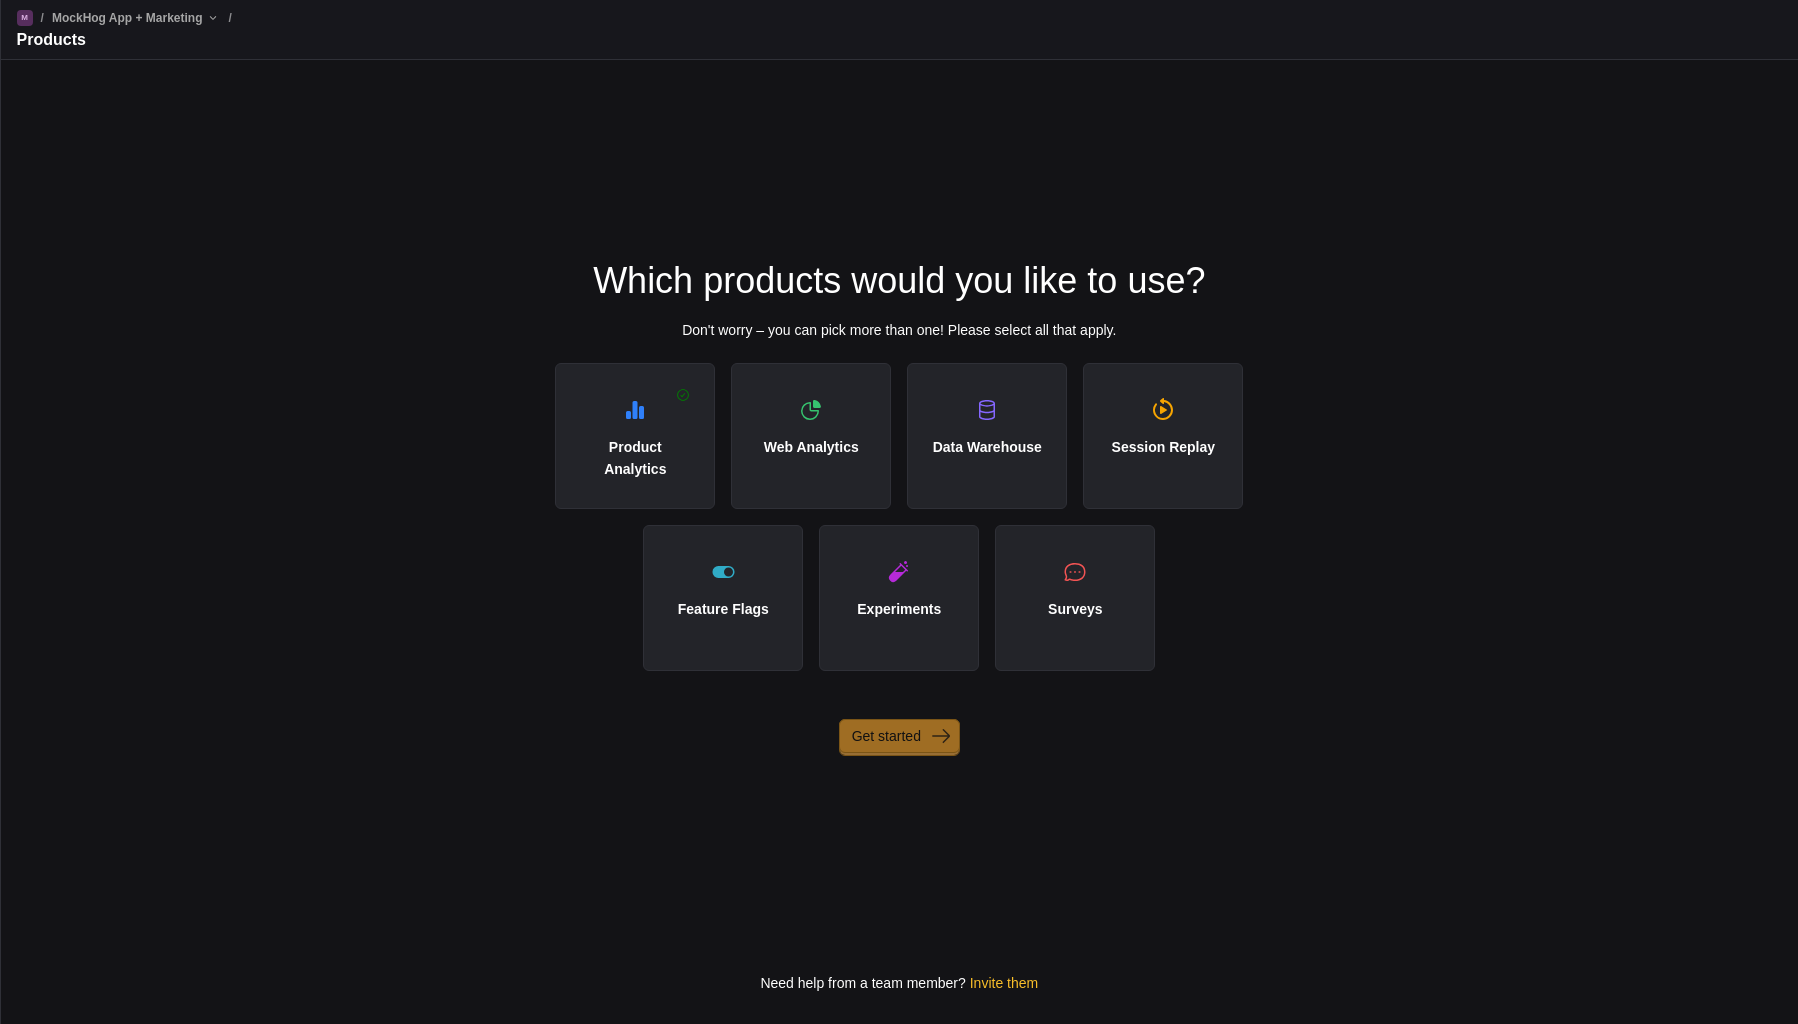 M / MockHog App + Marketing /
Products
Which products would you like to use?
Don't worry – you can pick more than one! Please select all that apply.
Product
Analytics
Web Analytics
Data Warehouse
Session Replay
Feature Flags
Experiments
Surveys
Get started
Need help from a team member? Invite them